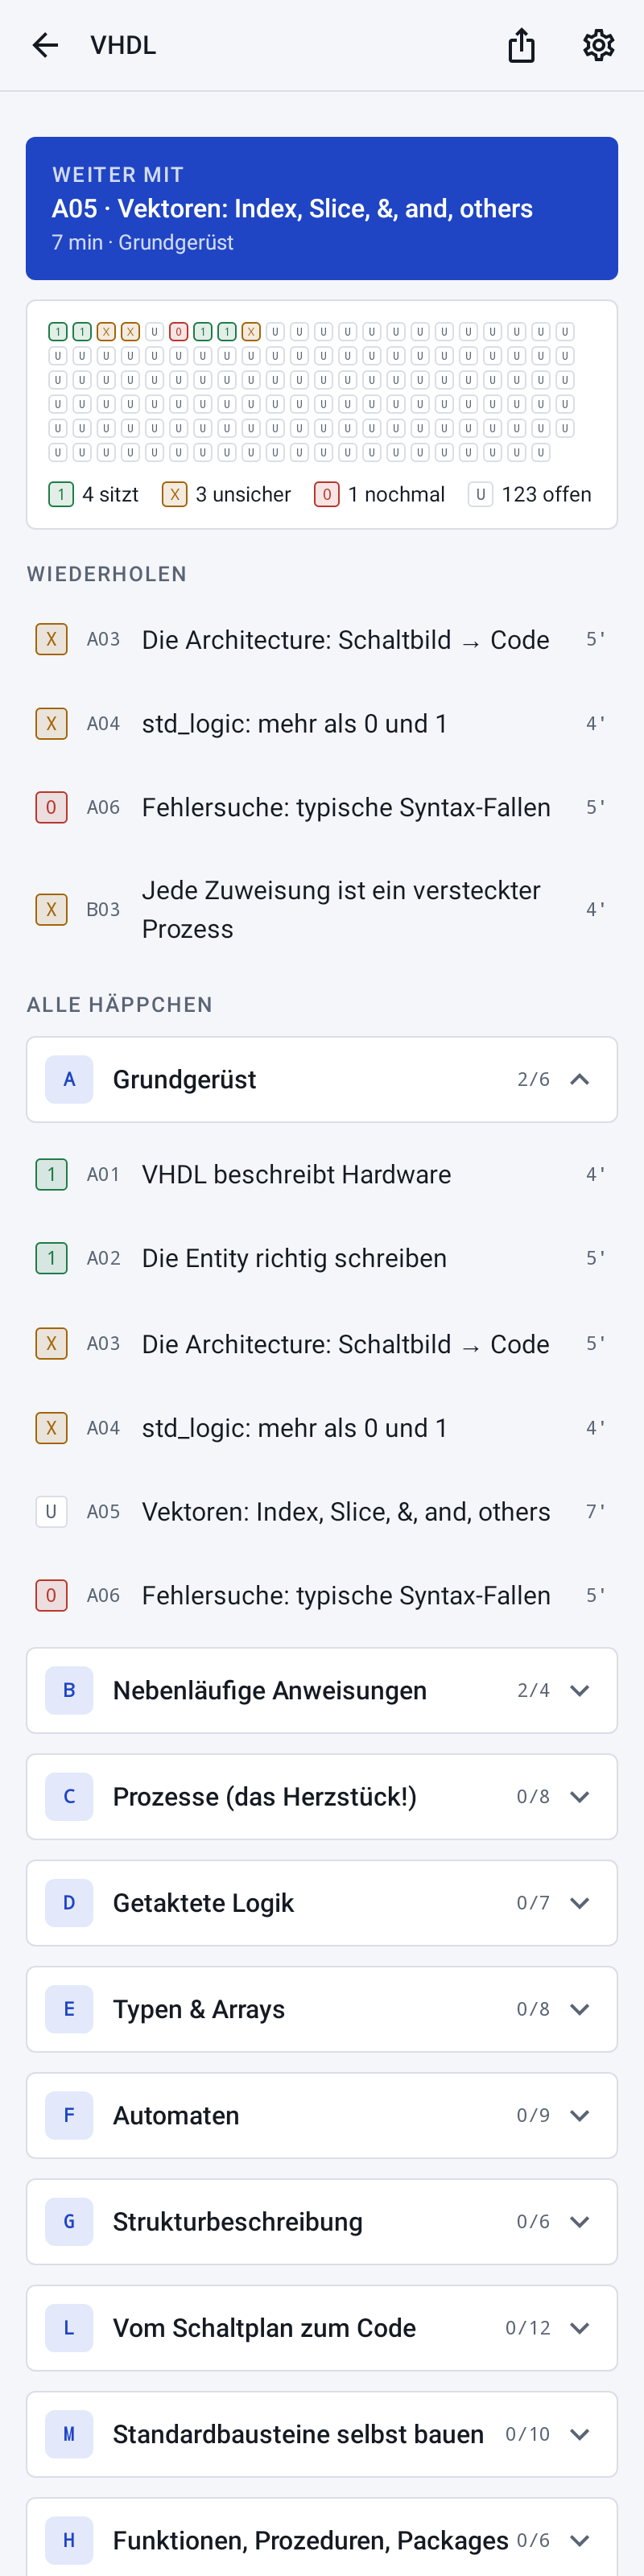 VHDL
WEITER MIT
A05 · Vektoren: Index, Slice, &, and, others
7 min · Grundgerüst
1 1 X X U 0 1 1 X U U U U U U U U U U U U U
U U U U U U U U U U U U U U U U U U U U U U
U U U U U U U U U U U U U U U U U U U U U U
U U U U U U U U U U U U U U U U U U U U U U
U U U U U U U U U U U U U U U U U U U U U U
U U U U U U U U U U U U U U U U U U U U U
1 4 sitzt X 3 unsicher 0 1 nochmal U 123 offen
WIEDERHOLEN
X A03 Die Architecture: Schaltbild → Code 5'
X A04 std_logic: mehr als 0 und 1 4'
0 A06 Fehlersuche: typische Syntax-Fallen 5'
X B03 Jede Zuweisung ist ein versteckter
Prozess 4'
ALLE HÄPPCHEN
A Grundgerüst 2/6
1 A01 VHDL beschreibt Hardware 4'
1 A02 Die Entity richtig schreiben 5'
X A03 Die Architecture: Schaltbild → Code 5'
X A04 std_logic: mehr als 0 und 1 4'
U A05 Vektoren: Index, Slice, &, and, others 7'
0 A06 Fehlersuche: typische Syntax-Fallen 5'
B Nebenläufige Anweisungen 2/4
C Prozesse (das Herzstück!) 0/8
D Getaktete Logik 0/7
E Typen & Arrays 0/8
F Automaten 0/9
G Strukturbeschreibung 0/6
L Vom Schaltplan zum Code 0/12
M Standardbausteine selbst bauen 0/10
H Funktionen, Prozeduren, Packages 0/6